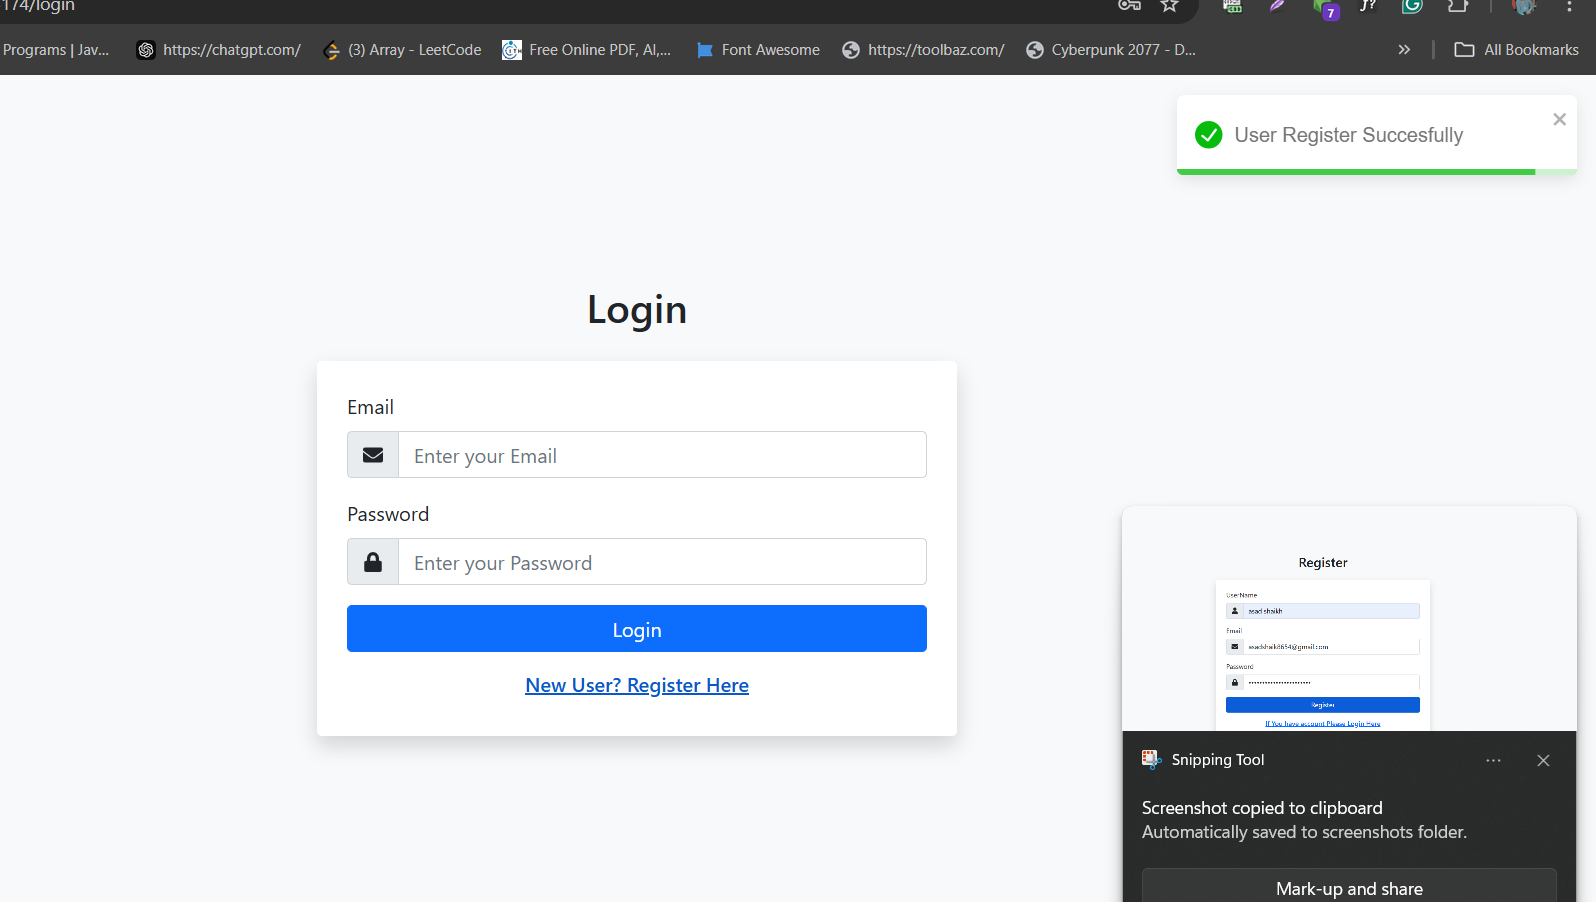 174/login
7
f?
Programs | Jav...
https://chatgpt.com/
(3) Array - LeetCode
Free Online PDF, AI,...
Font Awesome
https://toolbaz.com/
Cyberpunk 2077 - D...
All Bookmarks
User Register Succesfully
Login
Email
Enter your Email
Password
Enter your Password
Login
New User? Register Here
Register
UserName
asad shaikh
Email
asadshaik8654@gmail.com
Password
Register
If You have account Please Login Here
Snipping Tool
Screenshot copied to clipboard
Automatically saved to screenshots folder.
Mark-up and share